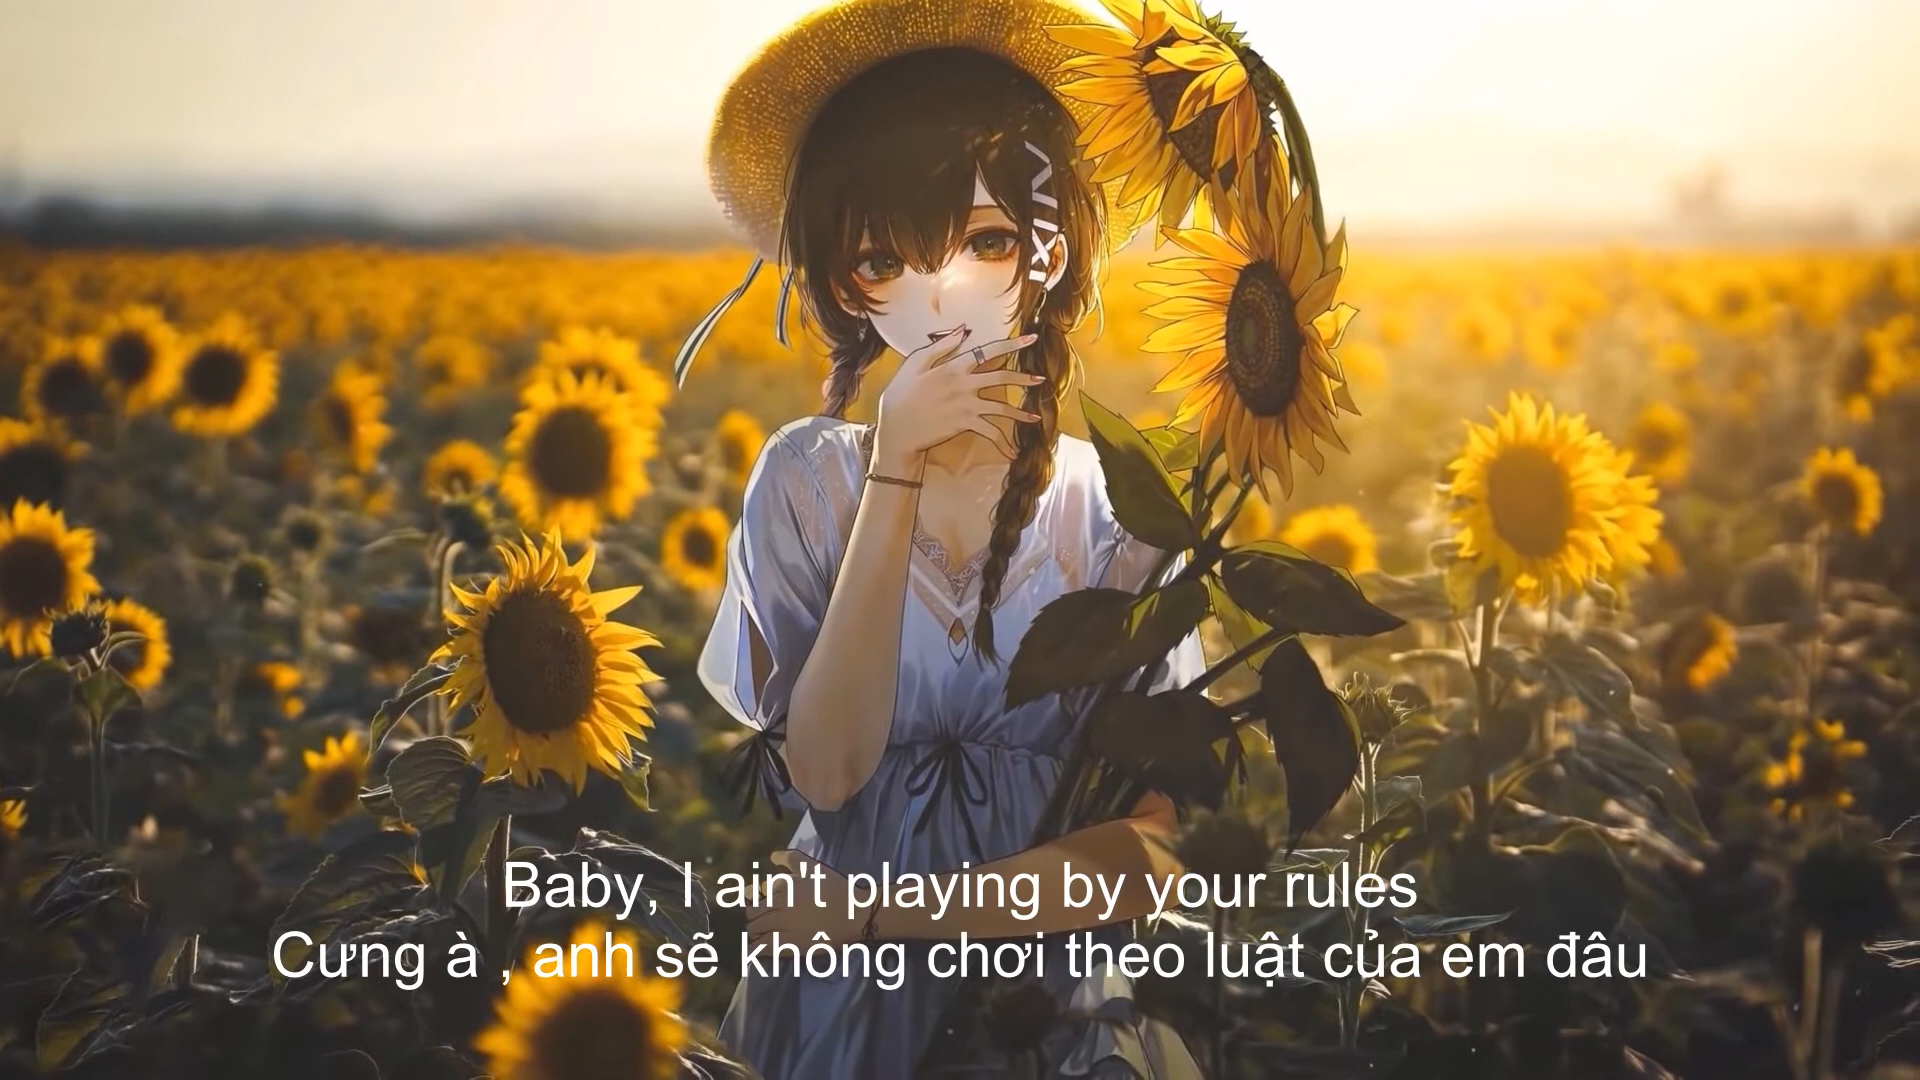 Baby, I ain't playing by your rules
Cưng à , anh sẽ không chơi theo luật của em đâu